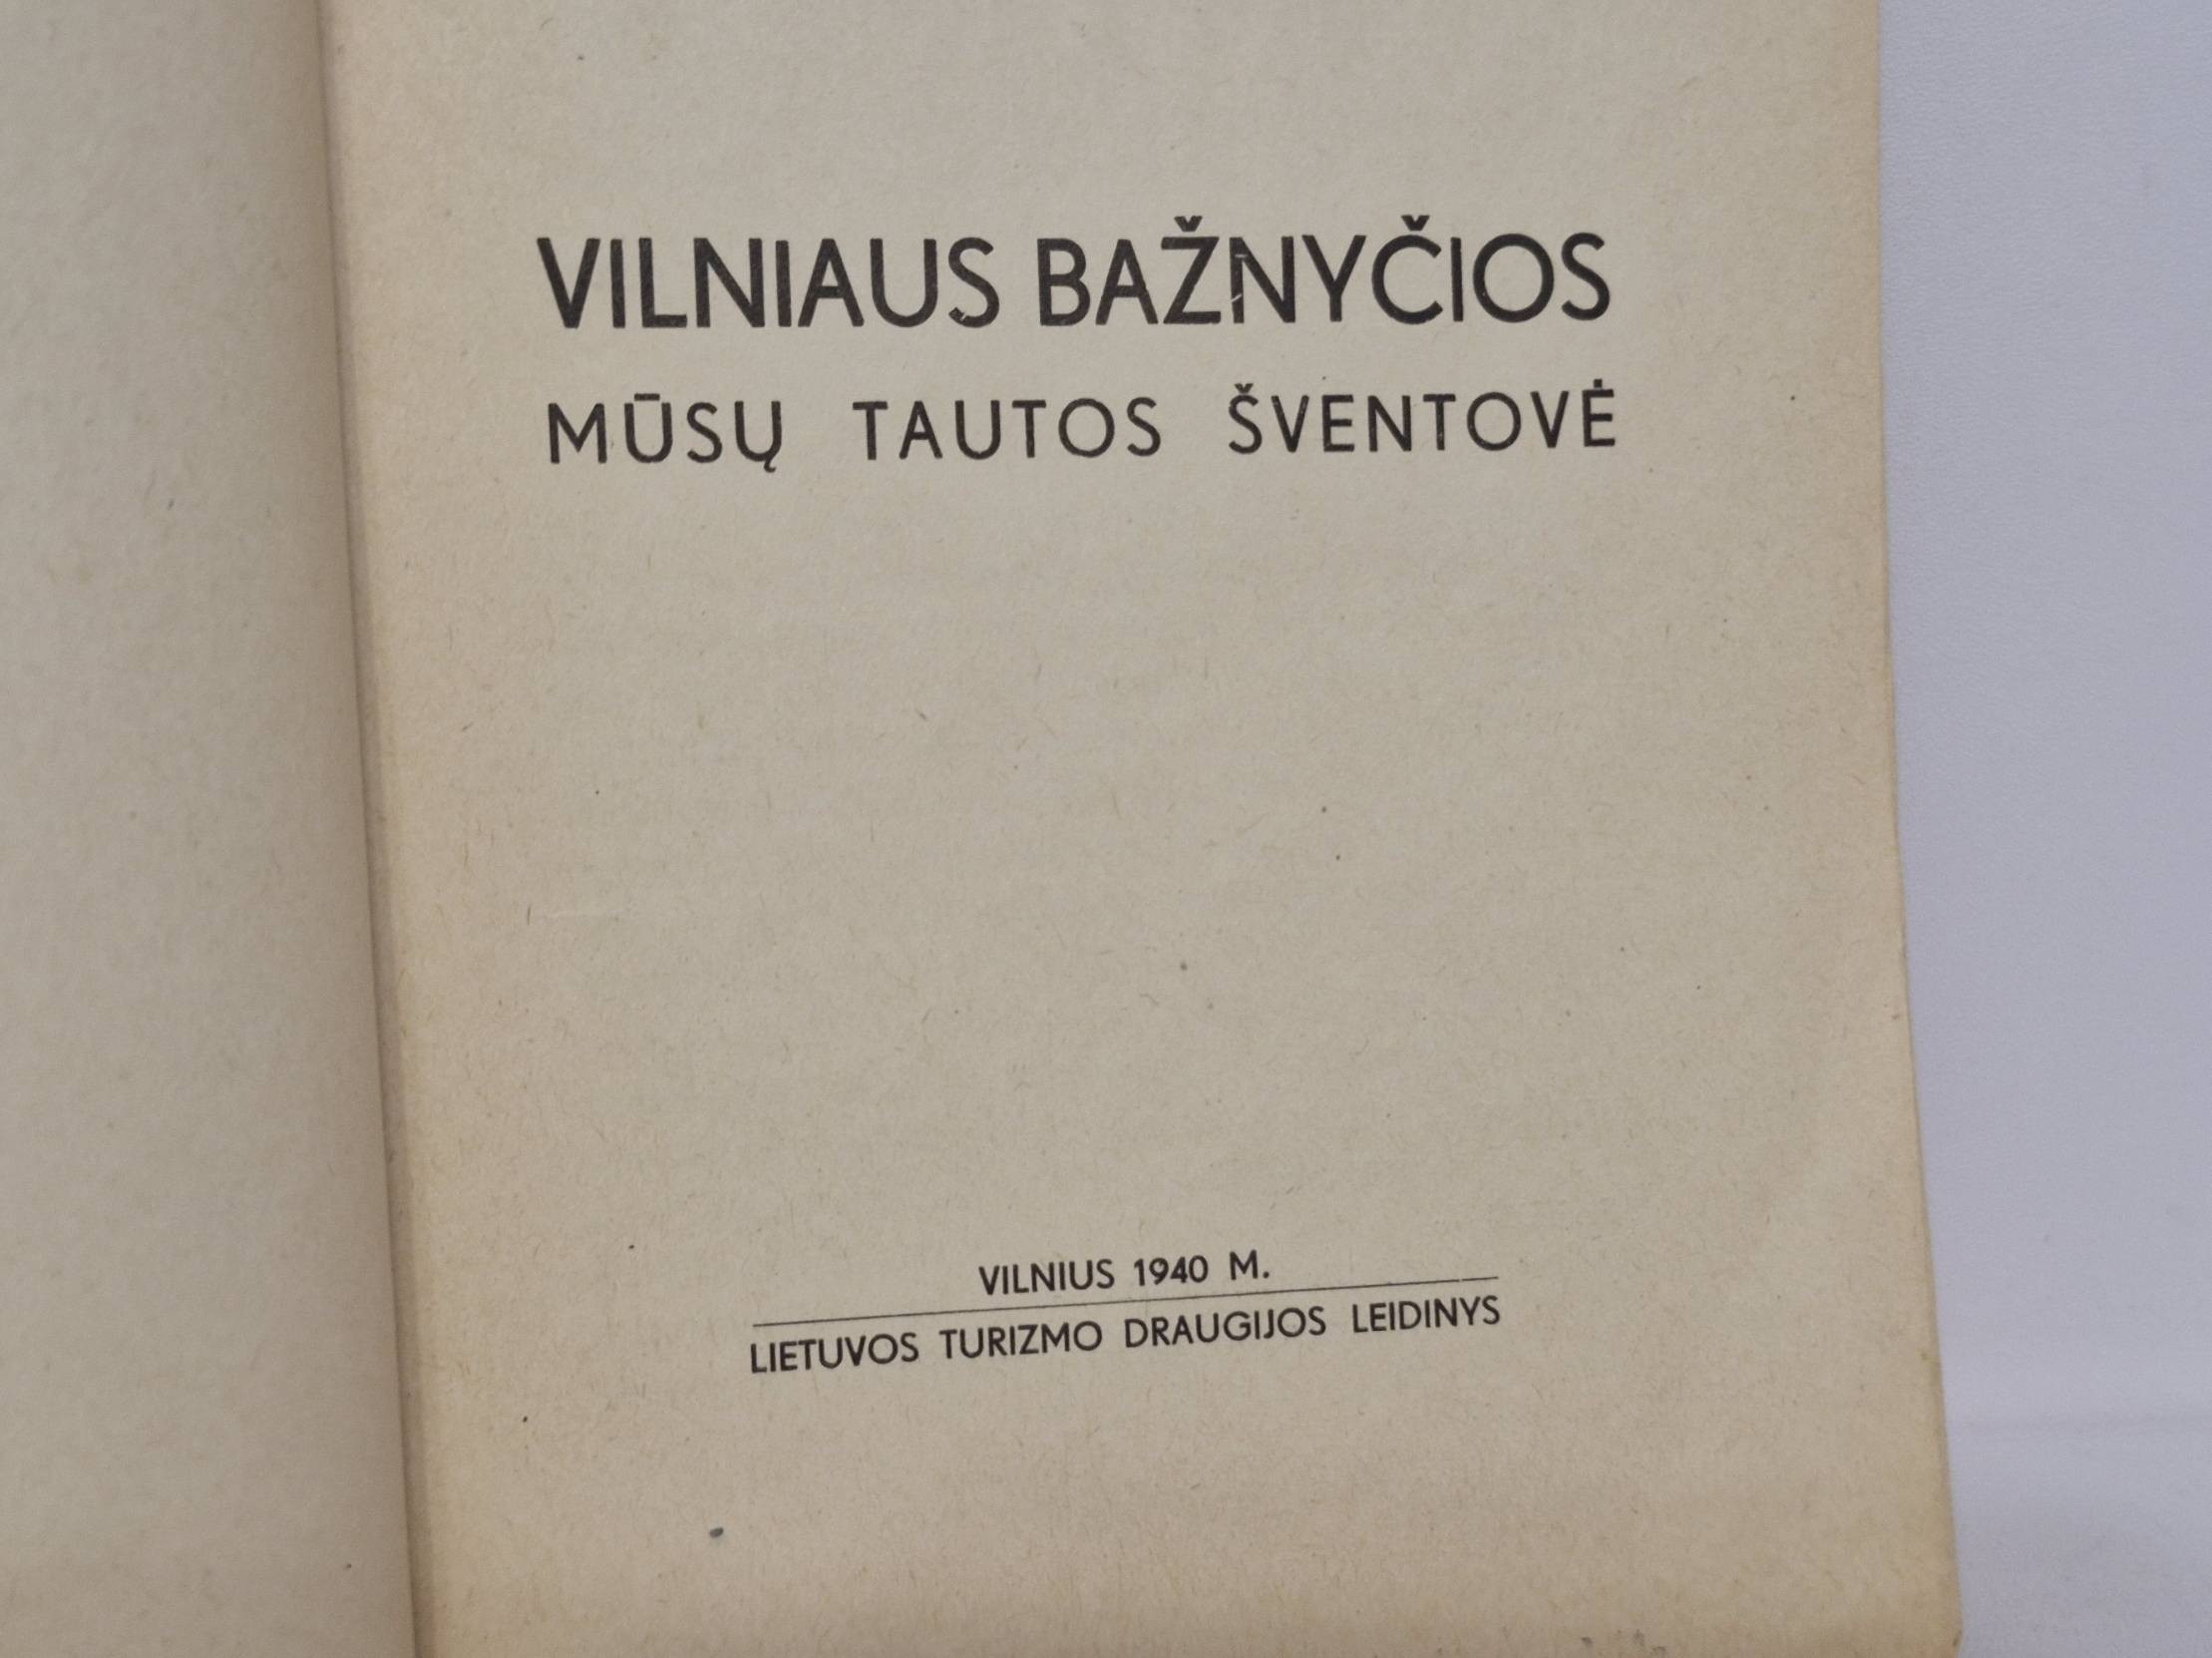 VILNIAUS BAŽNYČIOS
MŪSŲ TAUTOS ŠVENTOVĖ
VILNIUS 1940 M.
LIETUVOS TURIZMO DRAUGIJOS LEIDINYS